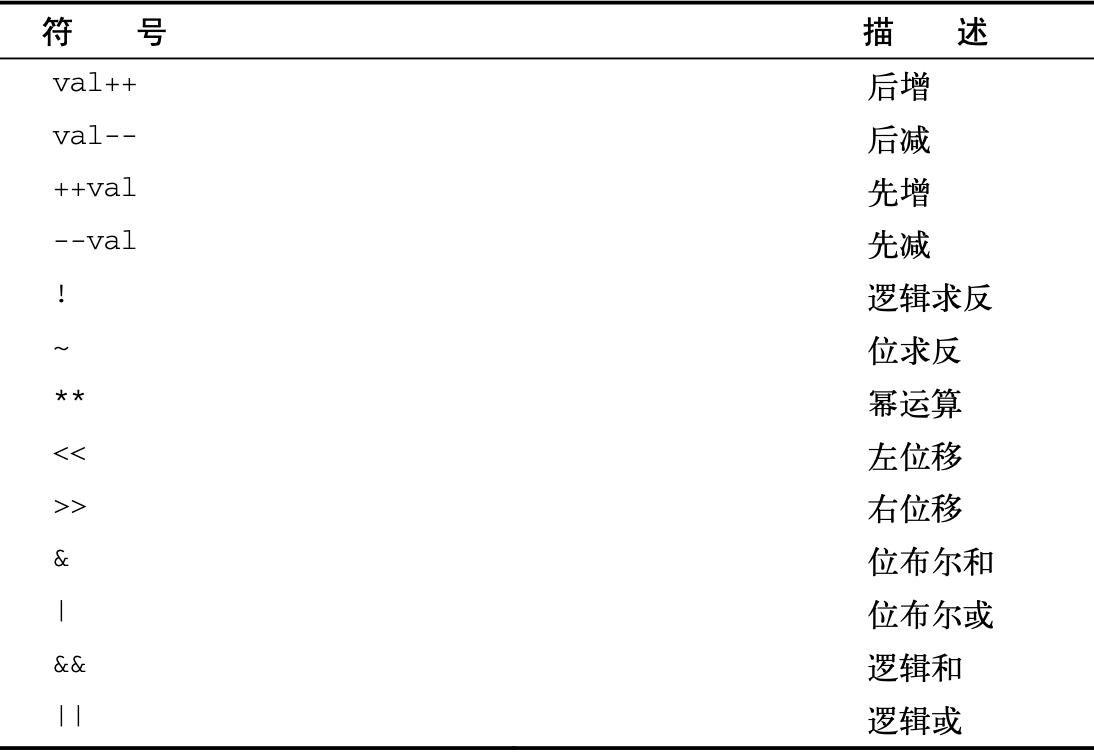 符 号 描 述
val++ 后增
val-- 后减
++val 先增
--val 先减
! 逻辑求反
~ 位求反
** 幂运算
<< 左位移
>> 右位移
& 位布尔和
| 位布尔或
&& 逻辑和
|| 逻辑或